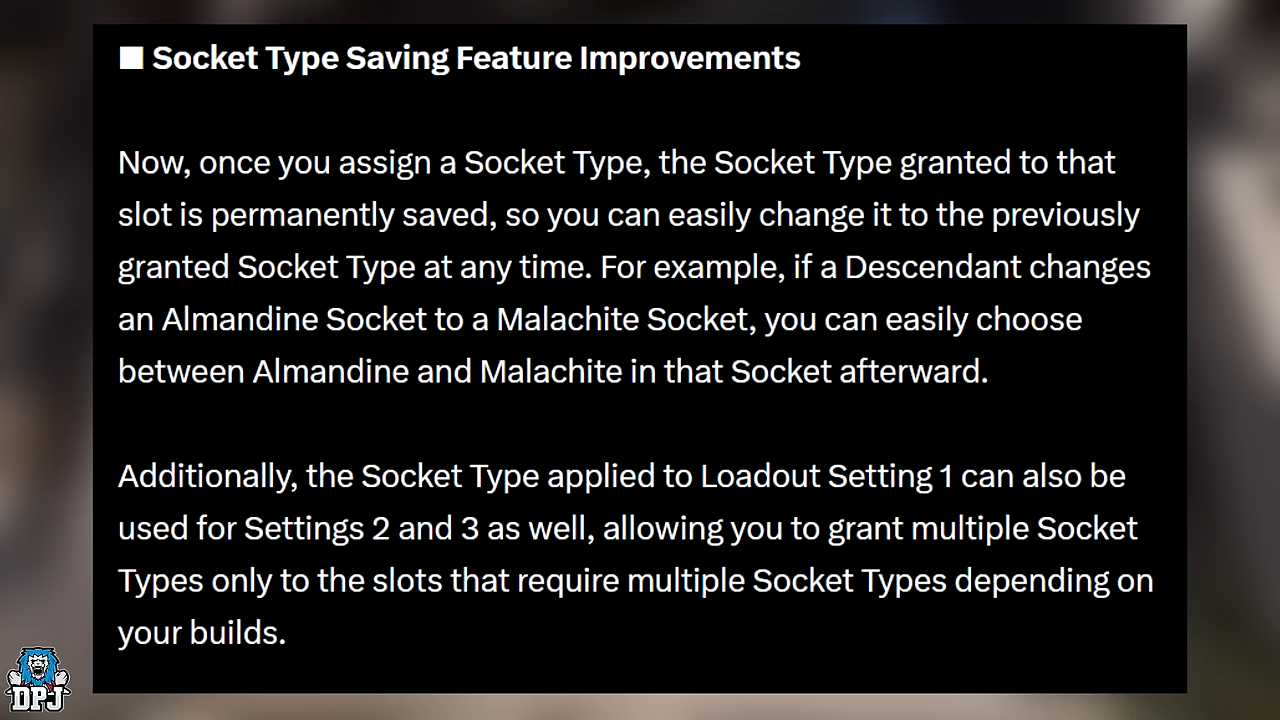 ■ Socket Type Saving Feature Improvements
Now, once you assign a Socket Type, the Socket Type granted to that
slot is permanently saved, so you can easily change it to the previously
granted Socket Type at any time. For example, if a Descendant changes
an Almandine Socket to a Malachite Socket, you can easily choose
between Almandine and Malachite in that Socket afterward.
Additionally, the Socket Type applied to Loadout Setting 1 can also be
used for Settings 2 and 3 as well, allowing you to grant multiple Socket
Types only to the slots that require multiple Socket Types depending on
your builds.
DPJ